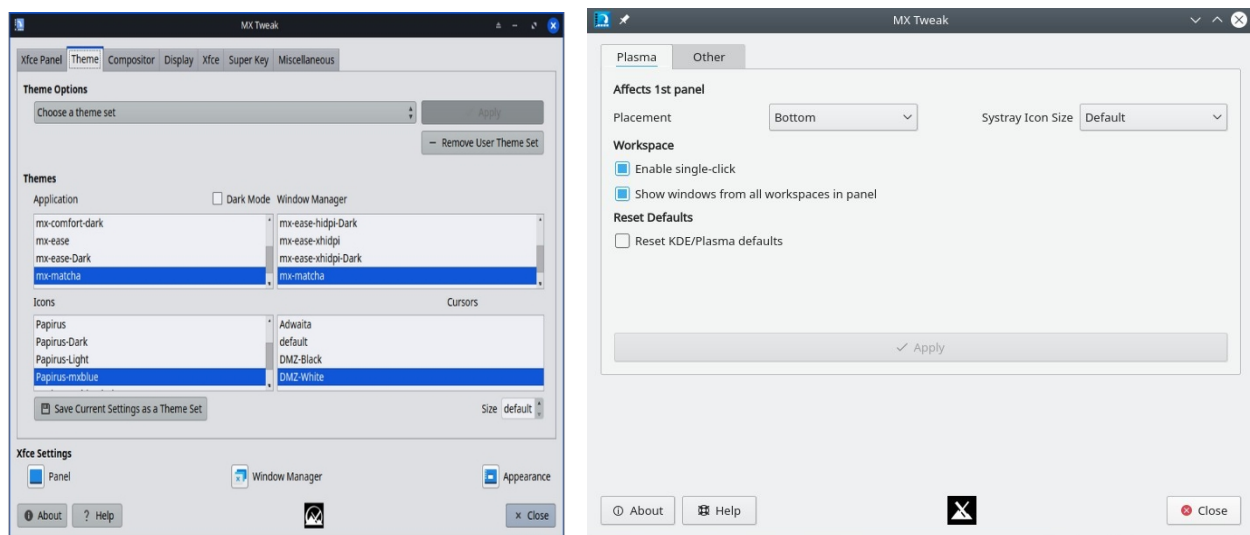 MX Tweak
Xfce Panel Theme Compositor Display Xfce Super Key Miscellaneous
Theme Options
Choose a theme set
Apply
Remove User Theme Set
Themes
Application Dark Mode Window Manager
mx-comfort-dark mx-ease-hidpi-Dark
mx-ease mx-ease-xhidpi
mx-ease-Dark mx-ease-xhidpi-Dark
mx-matcha mx-matcha
Icons Cursors
Papirus Adwaita
Papirus-Dark default
Papirus-Light DMZ-Black
Papirus-mxblue DMZ-White
Save Current Settings as a Theme Set Size default
Xfce Settings
Panel Window Manager Appearance
About ? Help x Close
MX Tweak
Plasma Other
Affects 1st panel
Placement Bottom Systray Icon Size Default
Workspace
Enable single-click
Show windows from all workspaces in panel
Reset Defaults
Reset KDE/Plasma defaults
Apply
About Help Close